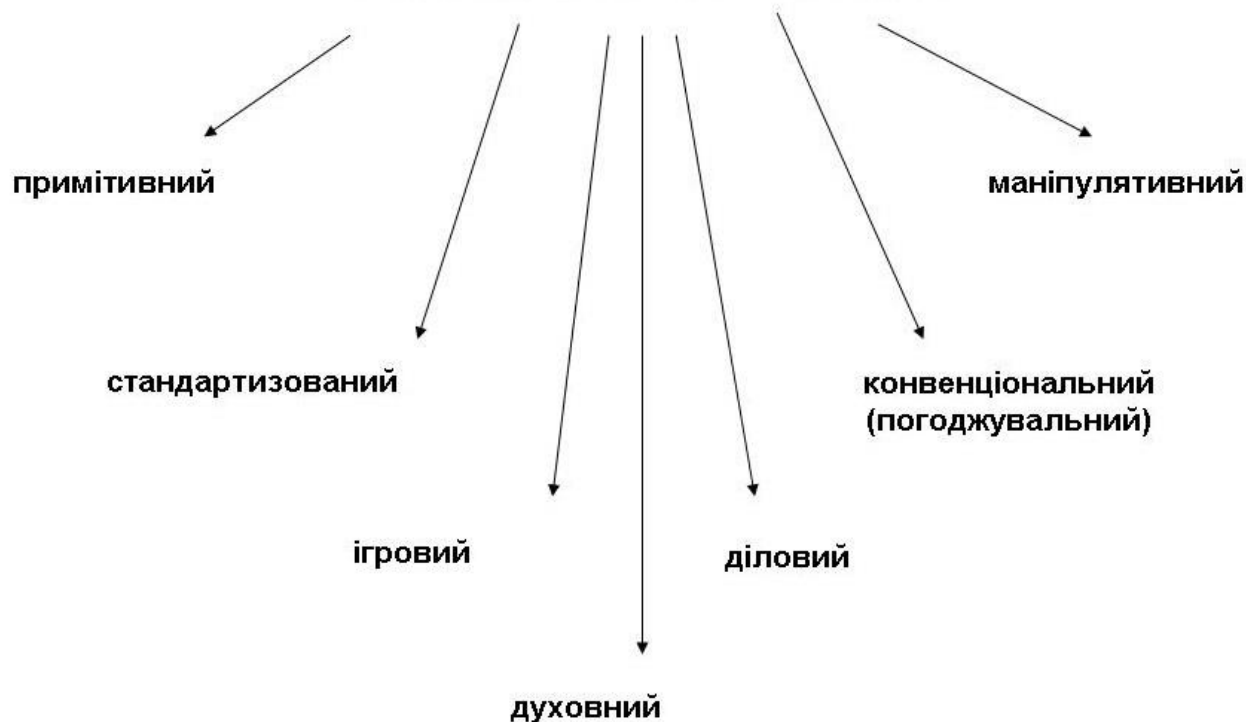 примітивний
маніпулятивний
стандартизований
конвенціональний
(погоджувальний)
ігровий
діловий
духовний